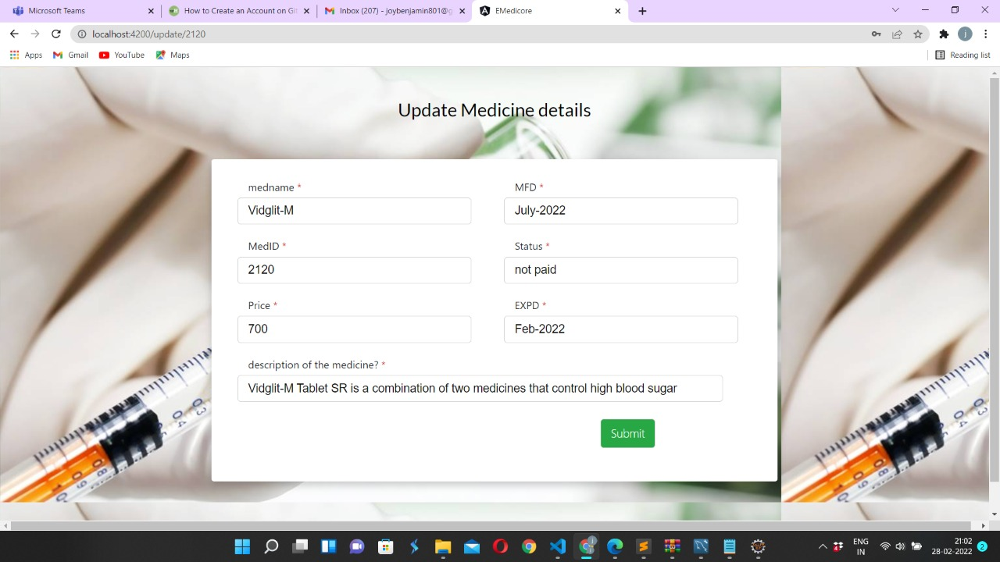 Microsoft Teams
How to Create an Account on Git
Inbox (207) - joybenjamin801@g
EMedicore
localhost:4200/update/2120
j
Apps
Gmail
YouTube
Maps
Reading list
Update Medicine details
medname *
Vidglit-M
MFD *
July-2022
MedID *
2120
Status *
not paid
Price *
700
EXPD *
Feb-2022
description of the medicine? *
Vidglit-M Tablet SR is a combination of two medicines that control high blood sugar
Submit
ENG
IN
21:02
28-02-2022
2